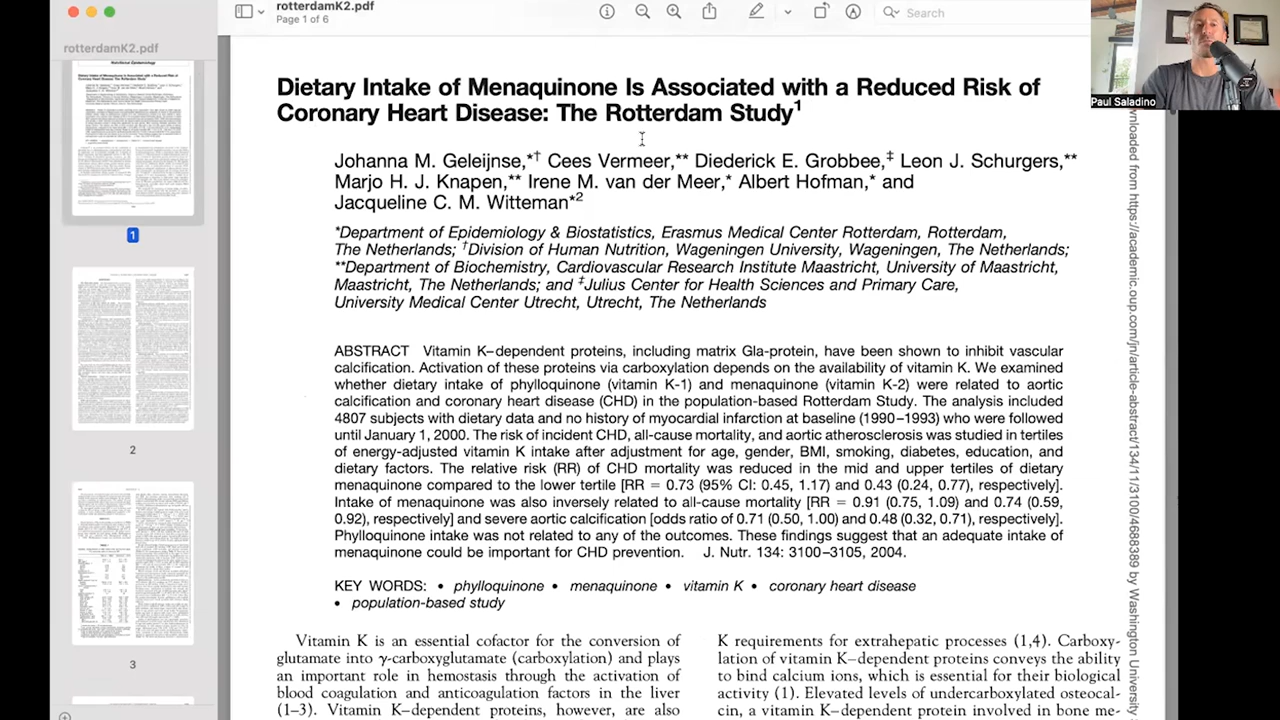 rotterdamK2.pdf
Page 1 of 6
Search
rotterdamK2.pdf
1
2
3
Paul Saladino
Dietary Intake of Menaquinone Is Associated with a Reduced Risk of
Coronary Heart Disease: The Rotterdam Study1
Johanna M. Geleijnse,*† Cees Vermeer,** Diederick E. Grobbee,‡ Leon J. Schurgers,**
Marjo H. J. Knapen,** Irene M. van der Meer,* Albert Hofman,* and
Jacqueline C. M. Witteman*2
*Department of Epidemiology & Biostatistics, Erasmus Medical Center Rotterdam, Rotterdam,
The Netherlands; †Division of Human Nutrition, Wageningen University, Wageningen, The Netherlands;
**Department of Biochemistry, Cardiovascular Research Institute Maastricht, University of Maastricht,
Maastricht, The Netherlands; and ‡Julius Center for Health Sciences and Primary Care,
University Medical Center Utrecht, Utrecht, The Netherlands
ABSTRACT Vitamin K–dependent proteins, including matrix Gla-protein, have been shown to inhibit vascular
calcification. Activation of these proteins via carboxylation depends on the availability of vitamin K. We examined
whether dietary intake of phylloquinone (vitamin K-1) and menaquinone (vitamin K-2) were related to aortic
calcification and coronary heart disease (CHD) in the population-based Rotterdam Study. The analysis included
4807 subjects with dietary data and no history of myocardial infarction at baseline (1990–1993) who were followed
until January 1, 2000. The risk of incident CHD, all-cause mortality, and aortic atherosclerosis was studied in tertiles
of energy-adjusted vitamin K intake after adjustment for age, gender, BMI, smoking, diabetes, education, and
dietary factors. The relative risk (RR) of CHD mortality was reduced in the mid and upper tertiles of dietary
menaquinone compared to the lower tertile [RR = 0.73 (95% CI: 0.45, 1.17) and 0.43 (0.24, 0.77), respectively].
Intake of menaquinone was also inversely related to all-cause mortality [RR = 0.91 (0.75, 1.09) and 0.74 (0.59,
0.92), respectively] and severe aortic calcification [odds ratio of 0.71 (0.50, 1.00) and 0.48 (0.32, 0.71), respectively].
Phylloquinone intake was not related to any of the outcomes. These findings suggest that an adequate intake of
menaquinone could be important for CHD prevention. J. Nutr. 134: 3100–3105, 2004.
KEY WORDS: • phylloquinone • menaquinone • vitamin K • coronary heart disease
• population-based study
Vitamin K is an essential cofactor for the conversion of
glutamate into γ-carboxyglutamate (carboxylation) and plays
an important role in hemostasis through the activation of
blood coagulation and anticoagulation factors in the liver
(1–3). Vitamin K–dependent proteins, however, are also
K requirements for extrahepatic processes (1,4). Carboxy-
lation of vitamin K–dependent proteins conveys the ability
to bind calcium ions, which is essential for their biological
activity (1). Elevated levels of undercarboxylated osteocal-
cin, a vitamin K–dependent protein involved in bone me-
nloaded from https://academic.oup.com/jn/article-abstract/134/11/3100/4688389 by Washington University